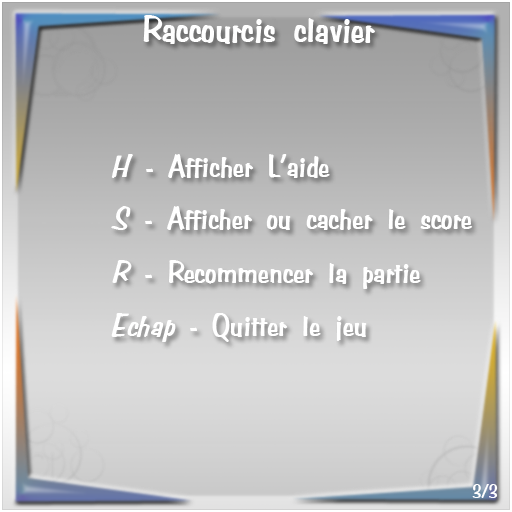 Raccourcis clavier
H - Afficher L'aide
S - Afficher ou cacher le score
R - Recommencer la partie
Echap - Quitter le jeu
3/3